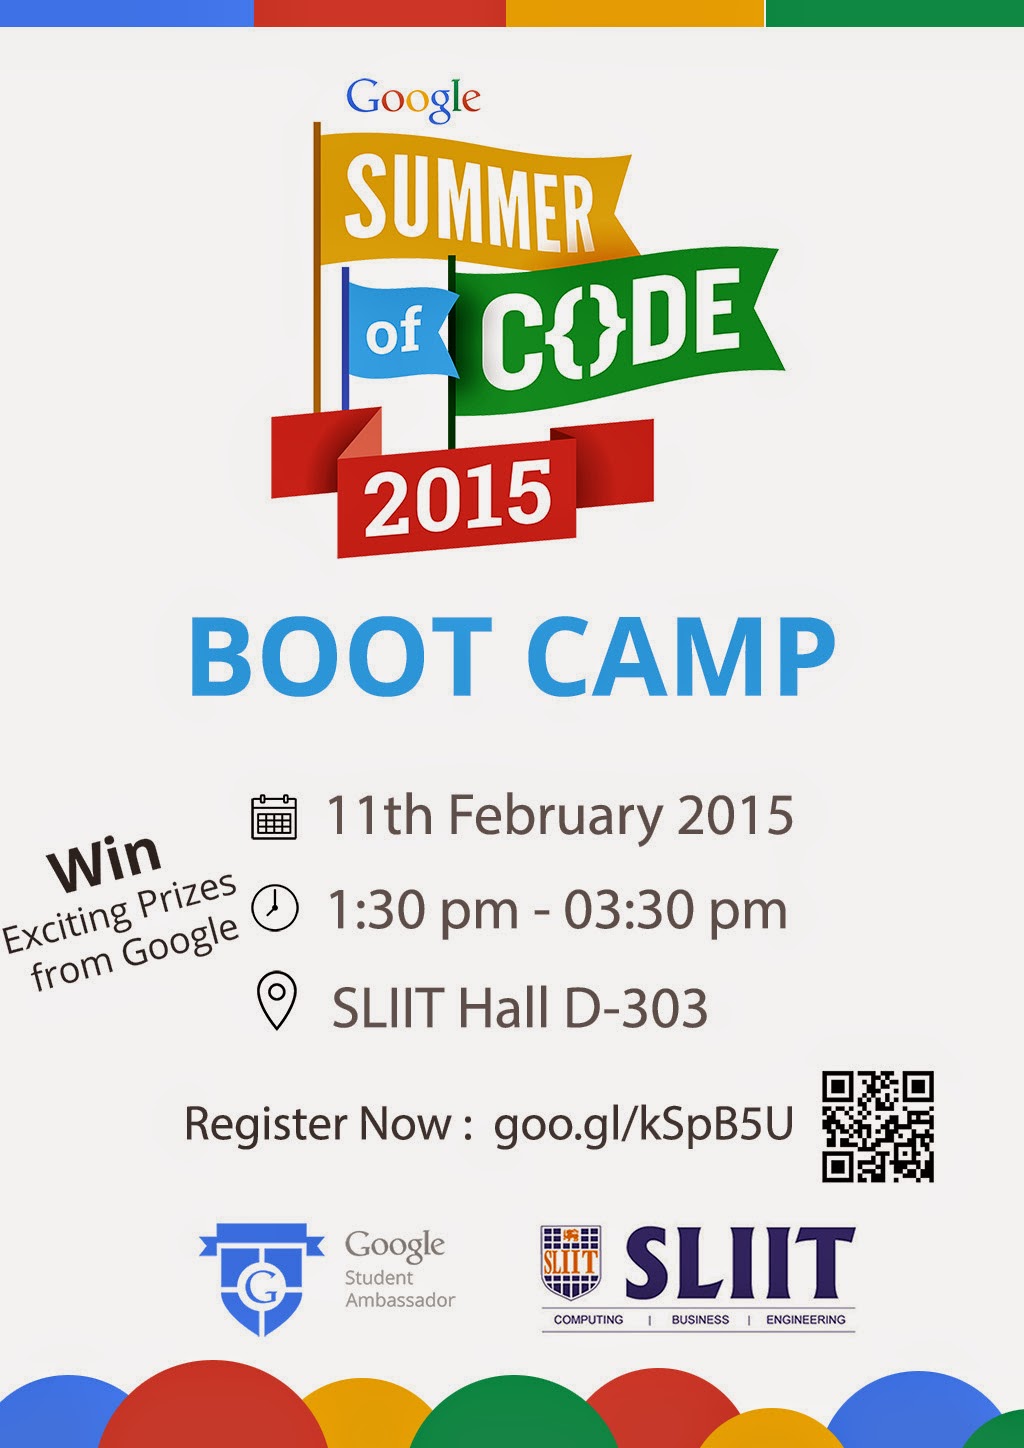 Google
SUMMER
of
C{}DE
2015
BOOT CAMP
11th February 2015
Win
Exciting Prizes
from Google
1:30 pm - 03:30 pm
SLIIT Hall D-303
Register Now : goo.gl/kSpB5U
G
Google
Student
Ambassador
SLIIT
SLIIT
COMPUTING | BUSINESS | ENGINEERING